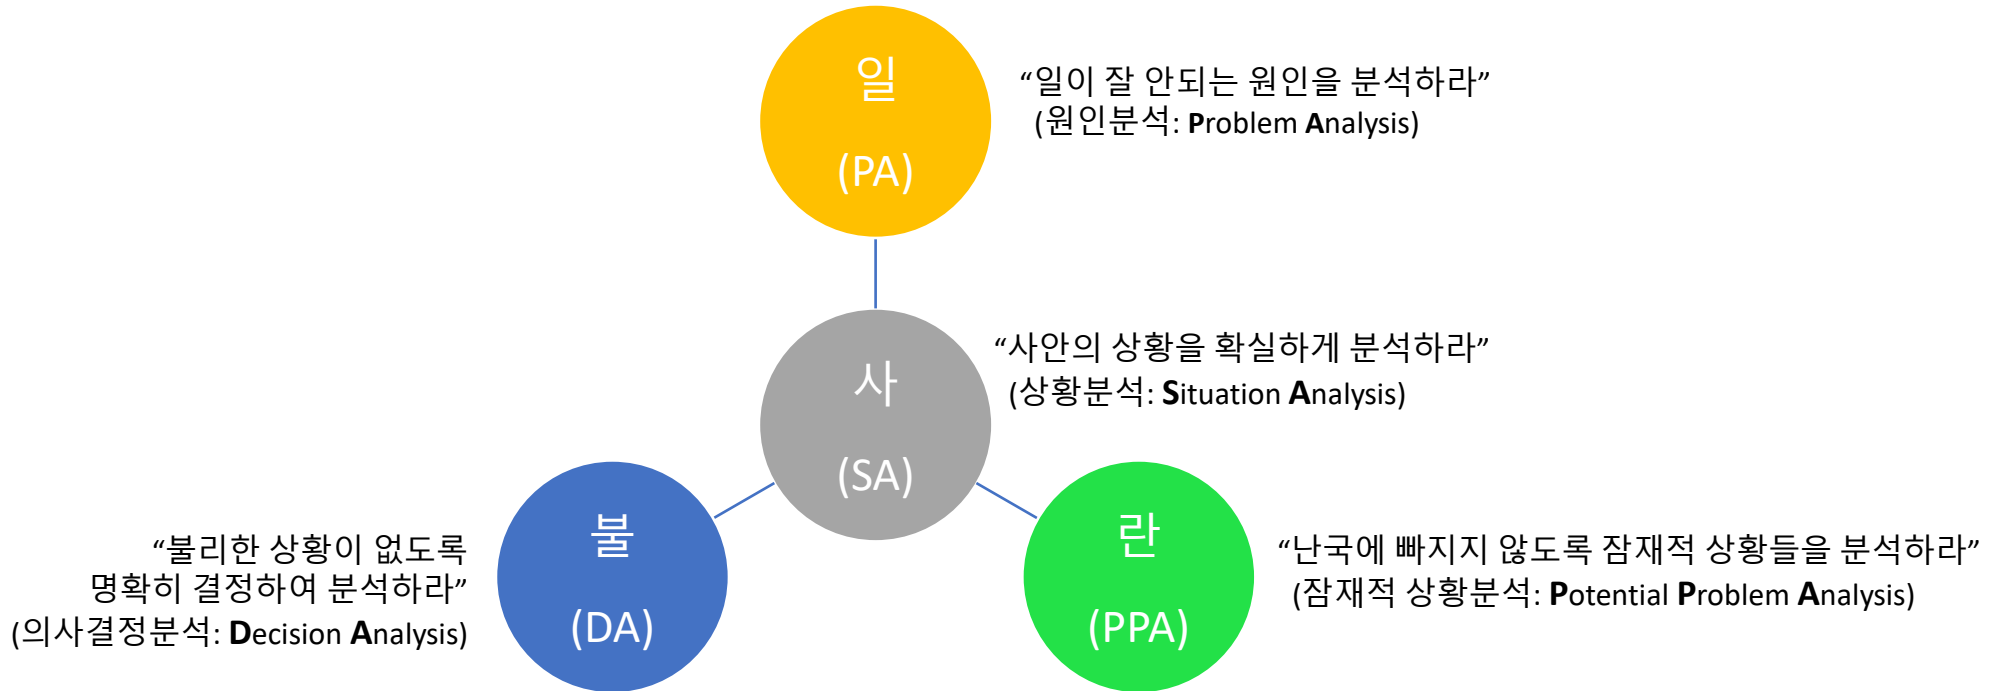 일
(PA)
“일이 잘 안되는 원인을 분석하라”
(원인분석: Problem Analysis)
사
(SA)
“사안의 상황을 확실하게 분석하라”
(상황분석: Situation Analysis)
“불리한 상황이 없도록
명확히 결정하여 분석하라”
(의사결정분석: Decision Analysis)
불
(DA)
란
(PPA)
“난국에 빠지지 않도록 잠재적 상황들을 분석하라”
(잠재적 상황분석: Potential Problem Analysis)